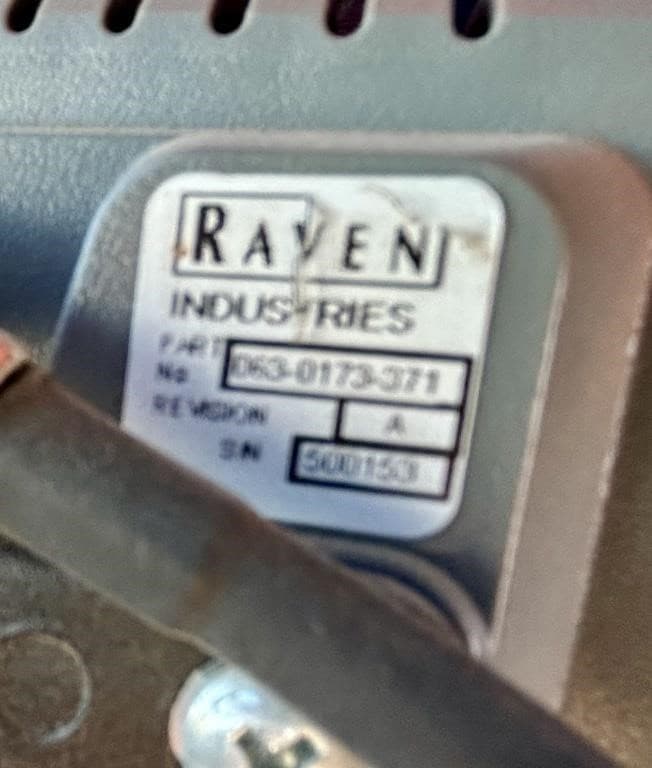 RAVEN
INDUSTRIES
PART
No 063-0173-371
REVISION A
S/N 500153